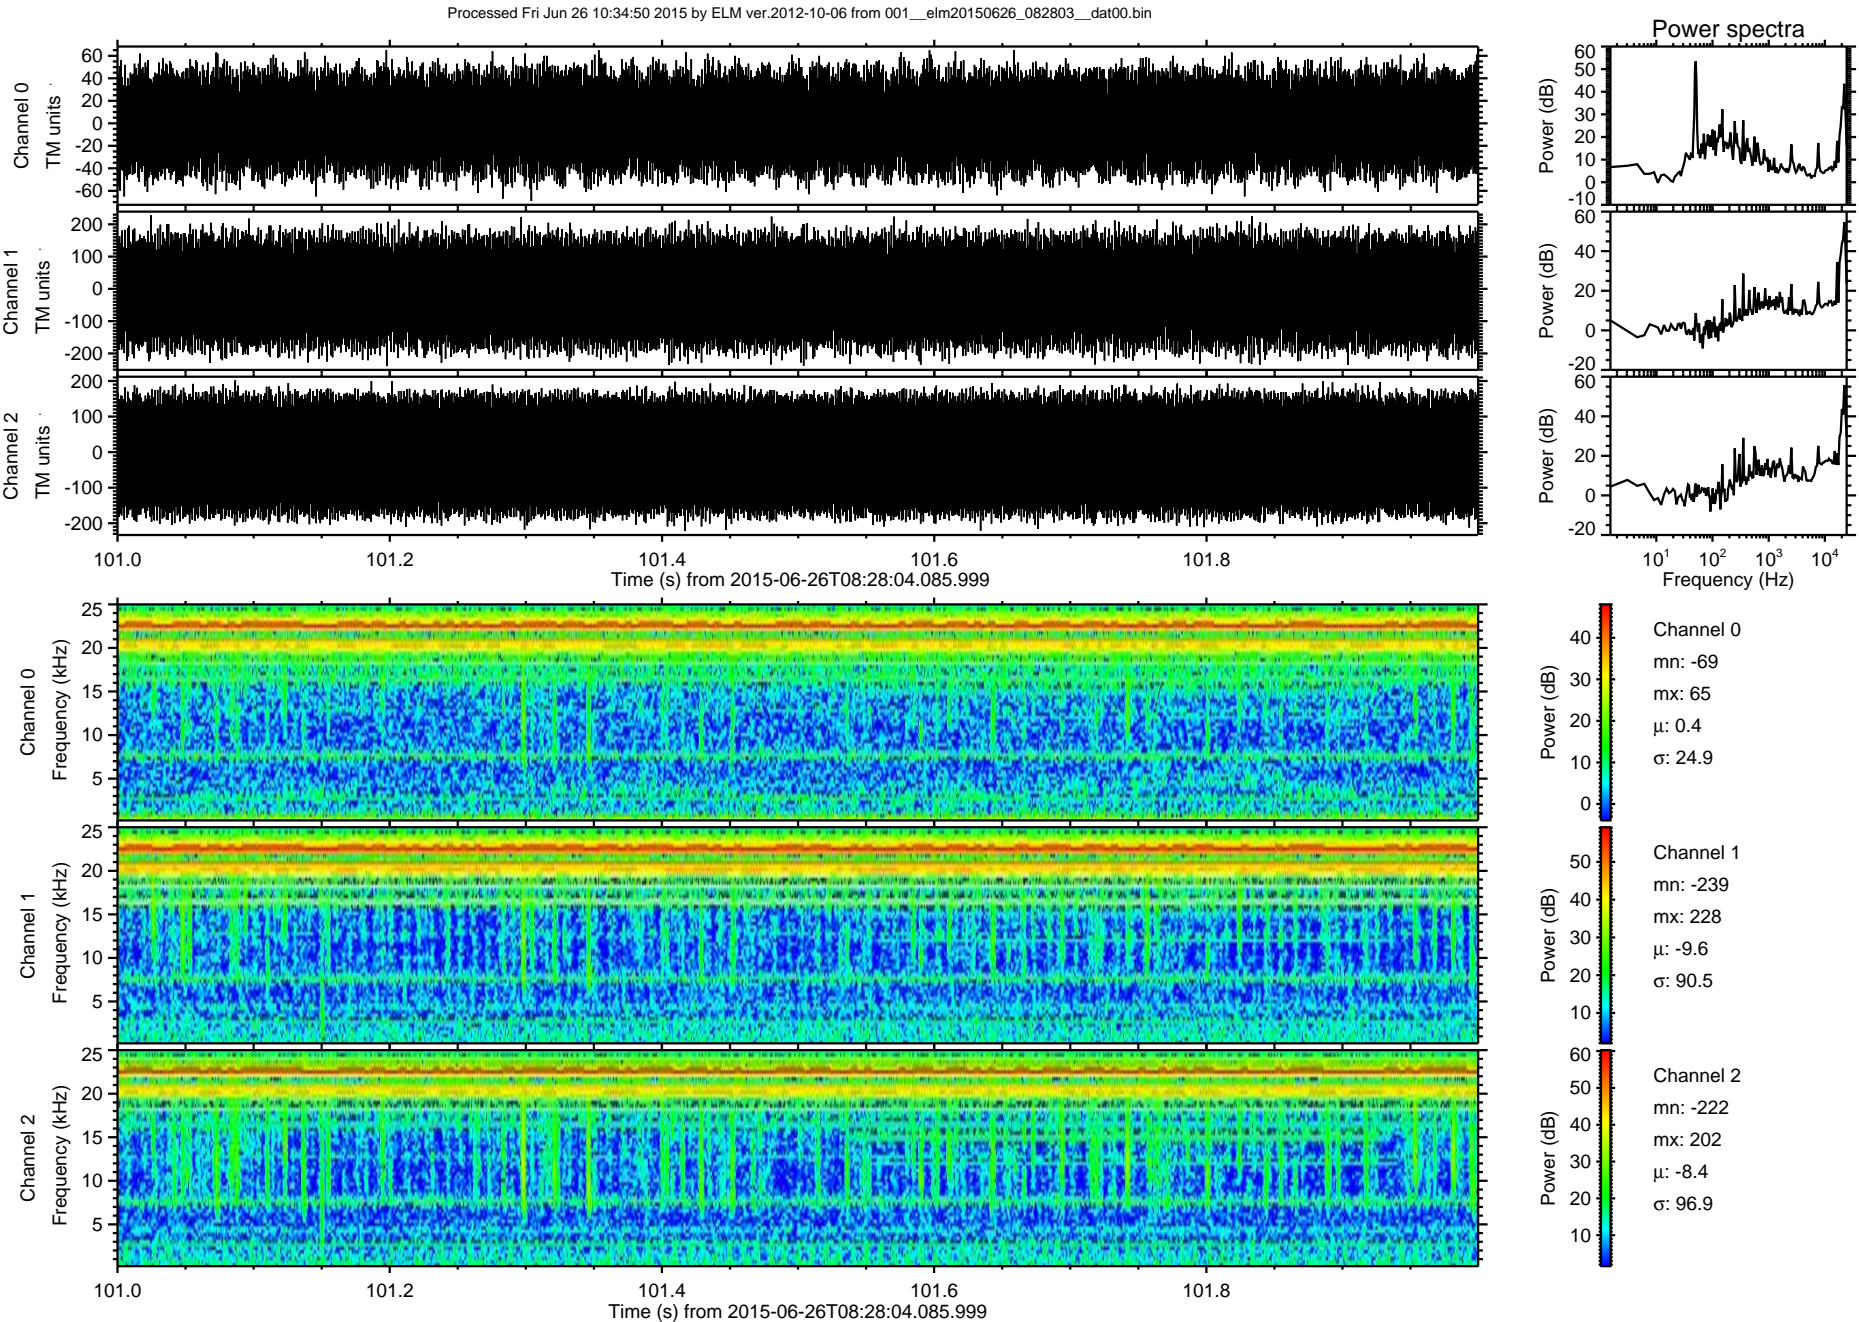 Processed Fri Jun 26 10:34:50 2015 by ELM ver.2012-10-06 from 001__elm20150626_082803__dat00.bin
Power spectra
Channel 0
TM units
60
40
20
0
-20
-40
-60
Power (dB)
60
50
40
30
20
10
0
-10
Channel 1
TM units
200
100
0
-100
-200
Power (dB)
60
40
20
0
-20
Channel 2
TM units
200
100
0
-100
-200
Power (dB)
60
40
20
0
-20
101.0 101.2 101.4 101.6 101.8
Time (s) from 2015-06-26T08:28:04.085.999
10^1 10^2 10^3 10^4
Frequency (Hz)
Channel 0
Frequency (kHz)
25
20
15
10
5
Power (dB)
40
30
20
10
0
Channel 0
mn: -69
mx: 65
μ: 0.4
σ: 24.9
Channel 1
Frequency (kHz)
25
20
15
10
5
Power (dB)
50
40
30
20
10
Channel 1
mn: -239
mx: 228
μ: -9.6
σ: 90.5
Channel 2
Frequency (kHz)
25
20
15
10
5
Power (dB)
60
50
40
30
20
10
Channel 2
mn: -222
mx: 202
μ: -8.4
σ: 96.9
101.0 101.2 101.4 101.6 101.8
Time (s) from 2015-06-26T08:28:04.085.999